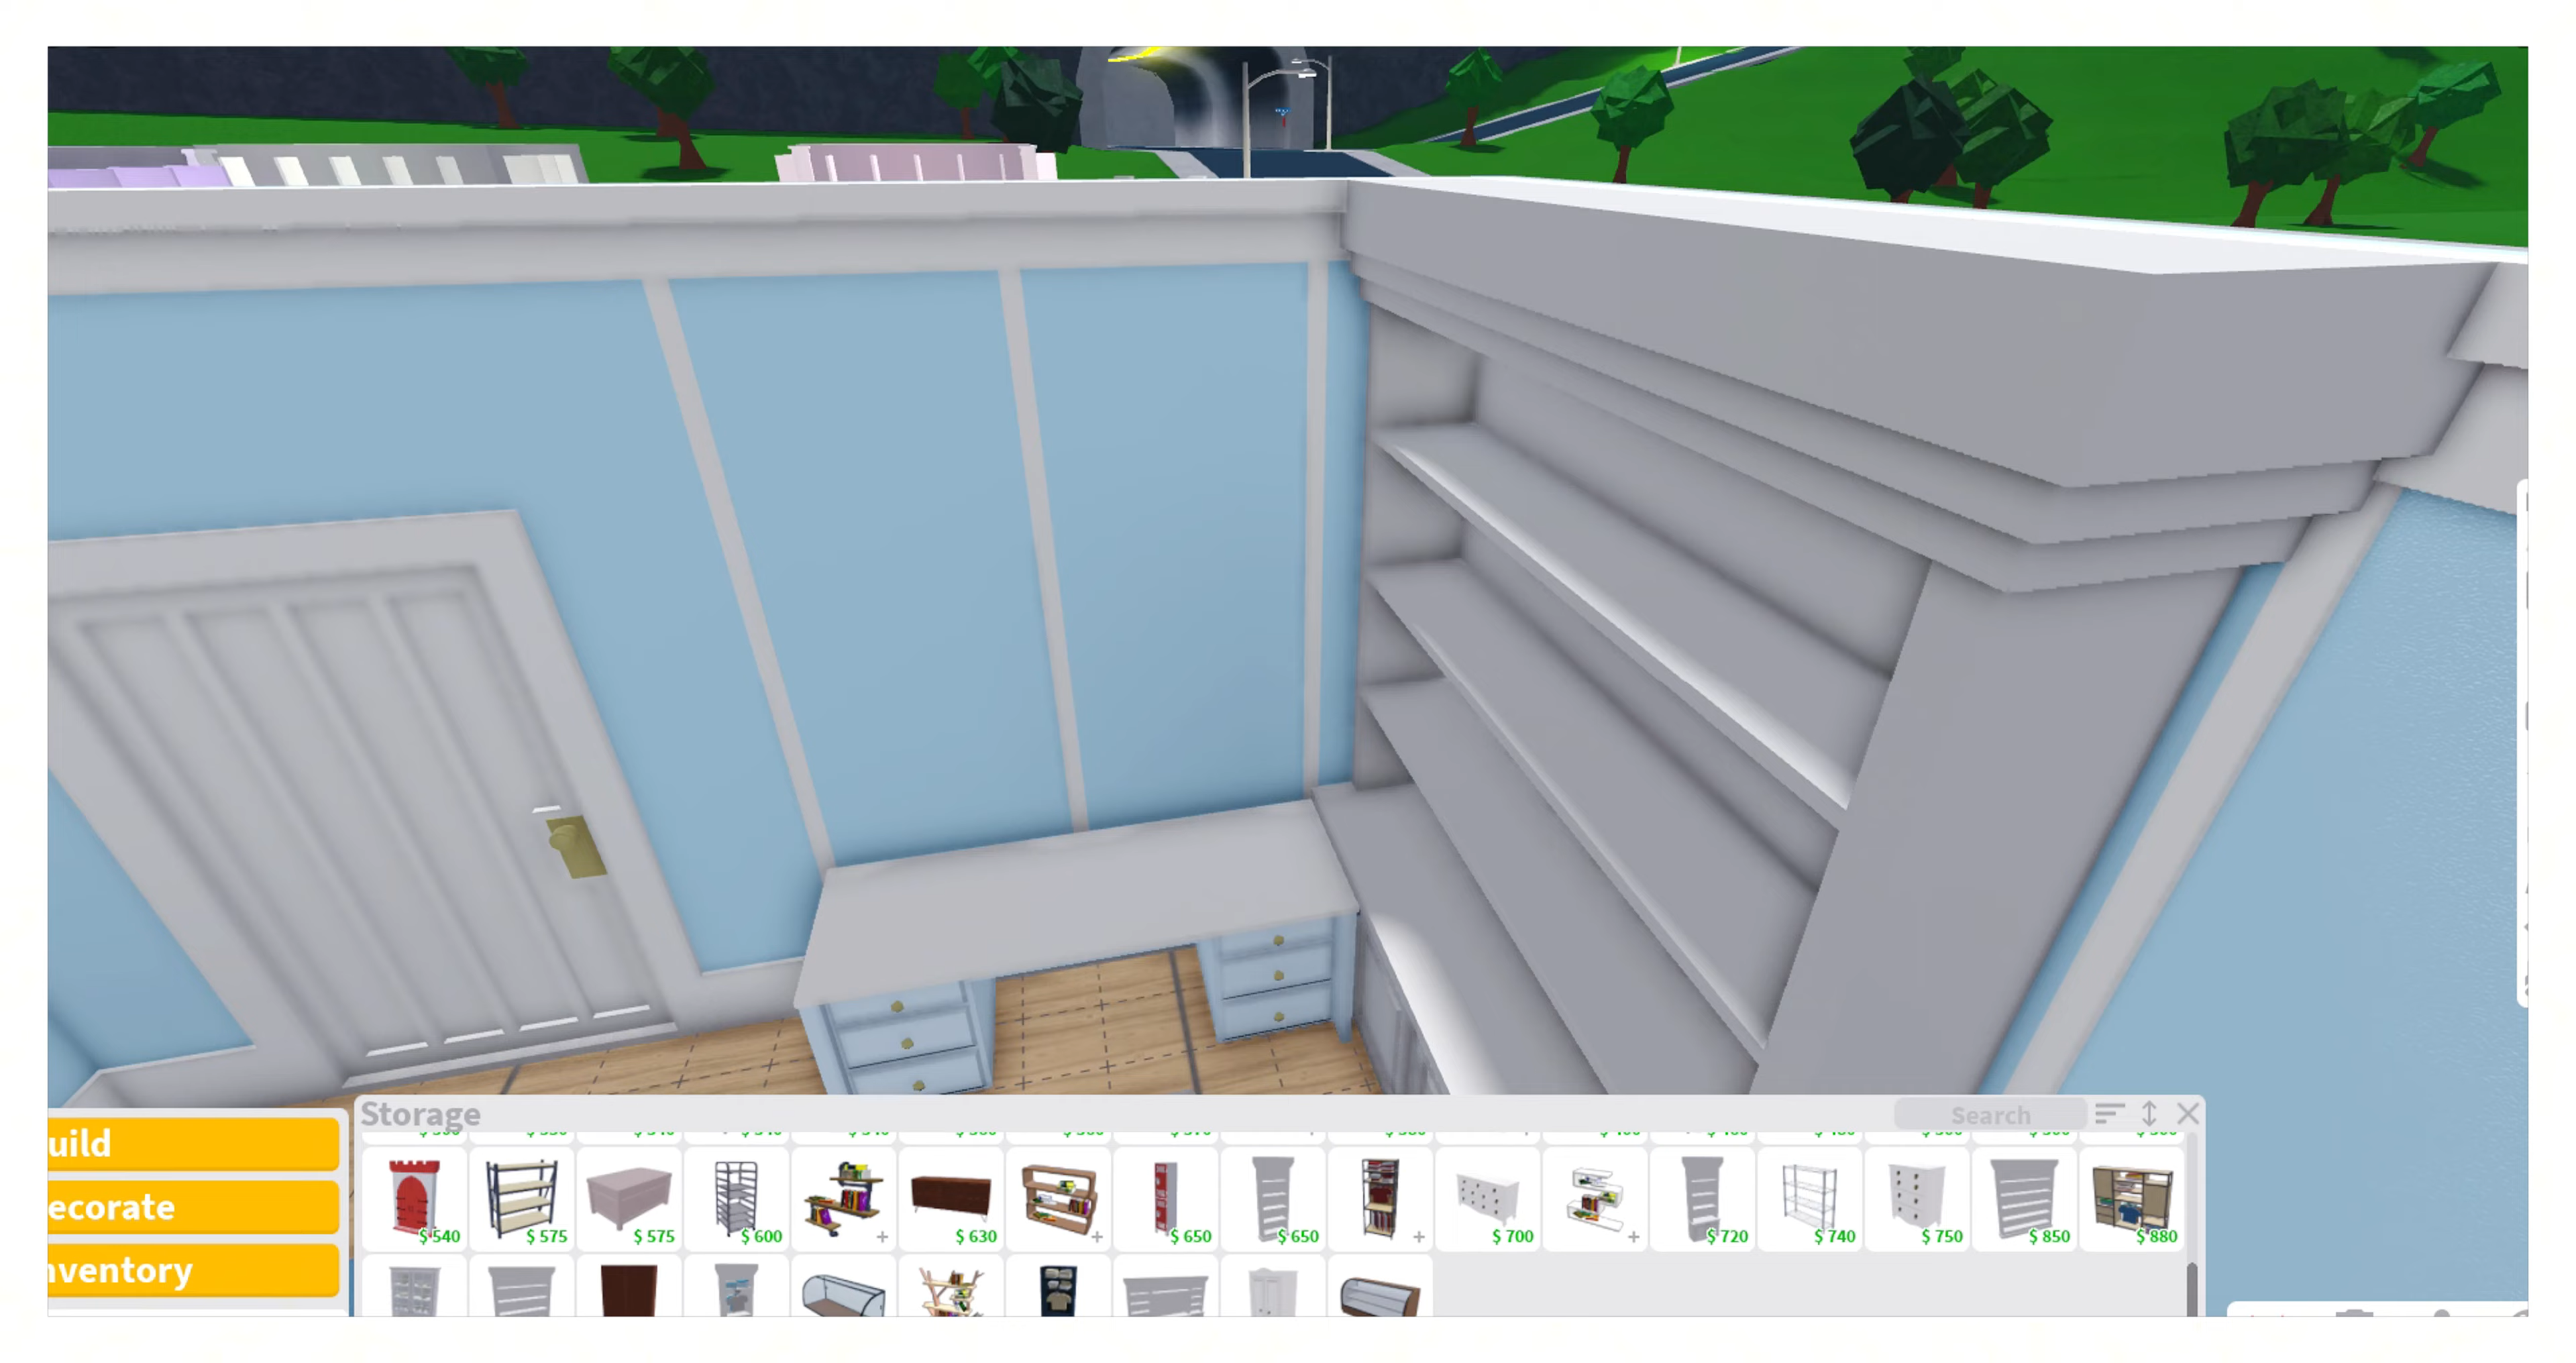 Storage
Search
uild
ecorate
nventory
$ 540
$ 575
$ 575
$ 600
$ 630
$ 650
$ 650
$ 700
$ 720
$ 740
$ 750
$ 850
$ 880